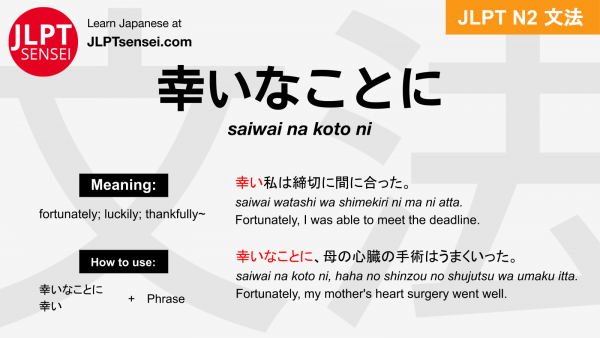 JLPT
SENSEI
Learn Japanese at
JLPTsensei.com
JLPT N2 文法
文法
幸いなことに
saiwai na koto ni
Meaning:
fortunately; luckily; thankfully~
How to use:
幸いなことに
幸い
+ Phrase
幸い私は締切に間に合った。
saiwai watashi wa shimekiri ni ma ni atta.
Fortunately, I was able to meet the deadline.
幸いなことに、母の心臓の手術はうまくいった。
saiwai na koto ni, haha no shinzou no shujutsu wa umaku itta.
Fortunately, my mother's heart surgery went well.